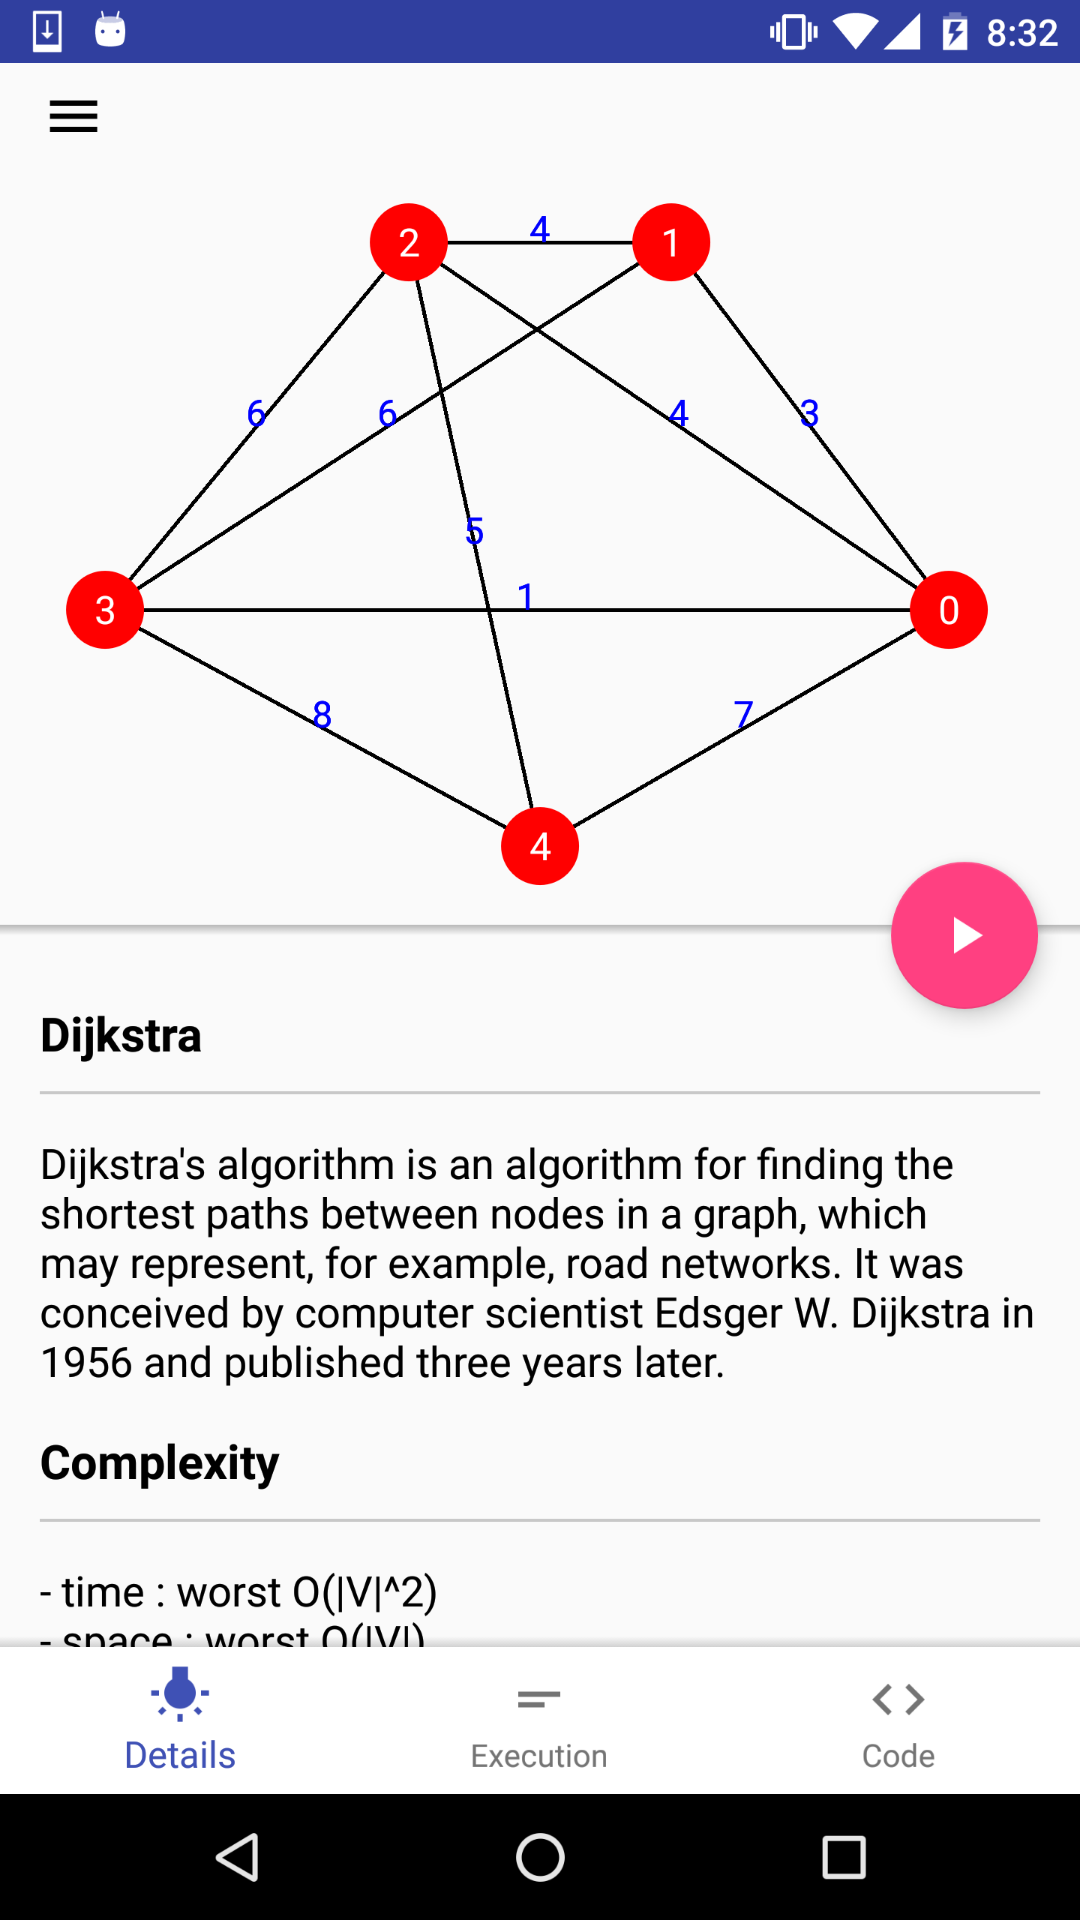 8:32
2
4
1
6
6
4
3
5
3
1
0
8
7
4
Dijkstra
Dijkstra's algorithm is an algorithm for finding the
shortest paths between nodes in a graph, which
may represent, for example, road networks. It was
conceived by computer scientist Edsger W. Dijkstra in
1956 and published three years later.
Complexity
- time : worst O(|V|^2)
- space : worst O(|V|)
Details
Execution
Code